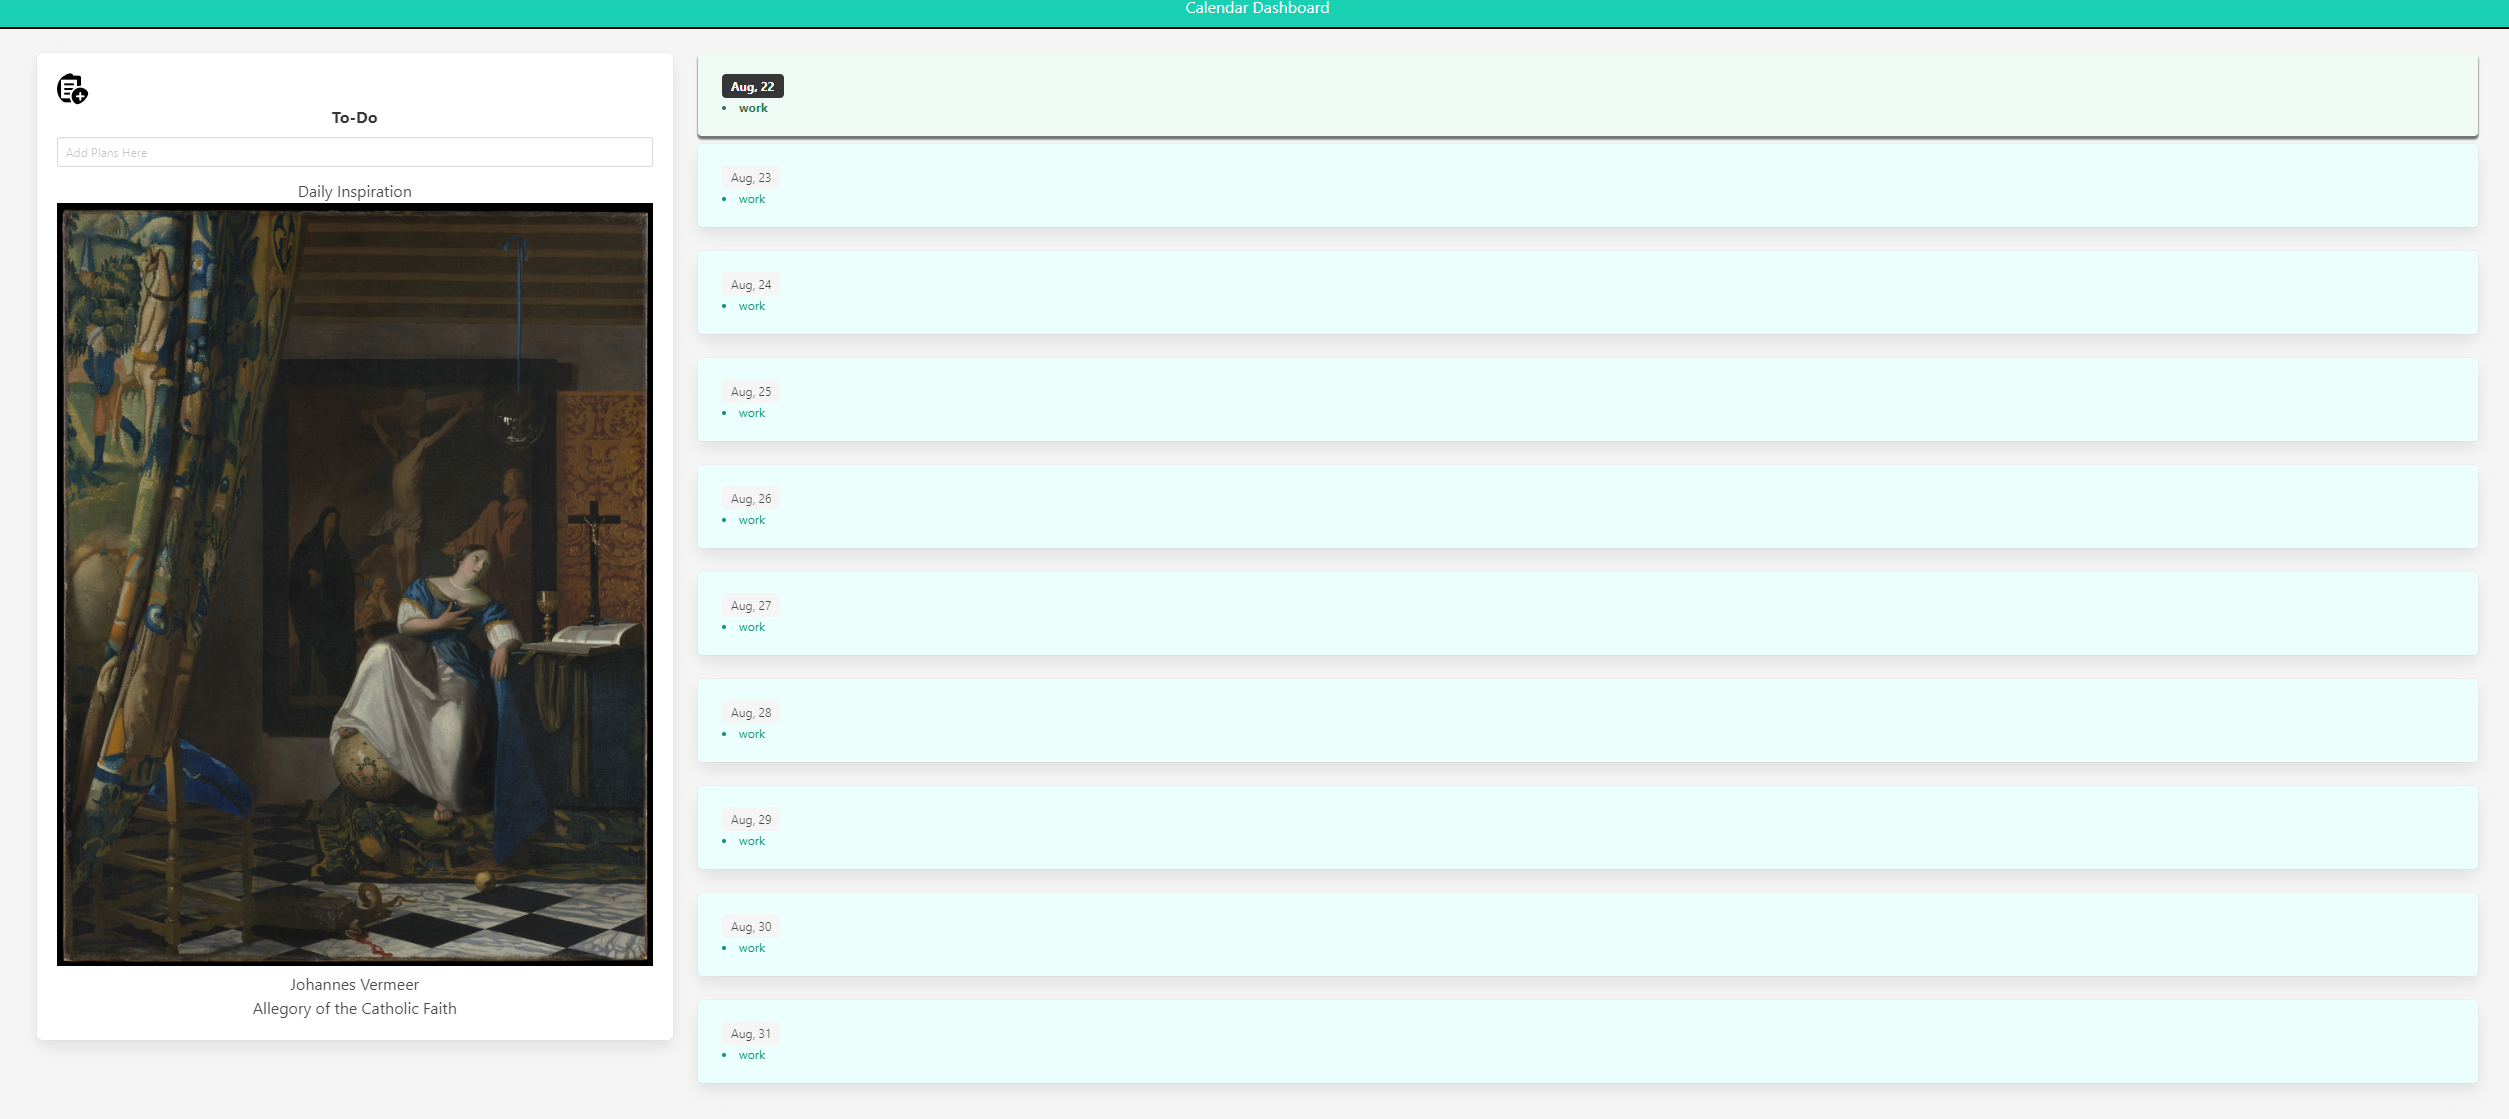 Calendar Dashboard
To-Do
Add Plans Here
Daily Inspiration
Johannes Vermeer
Allegory of the Catholic Faith
Aug, 22
work
Aug, 23
work
Aug, 24
work
Aug, 25
work
Aug, 26
work
Aug, 27
work
Aug, 28
work
Aug, 29
work
Aug, 30
work
Aug, 31
work